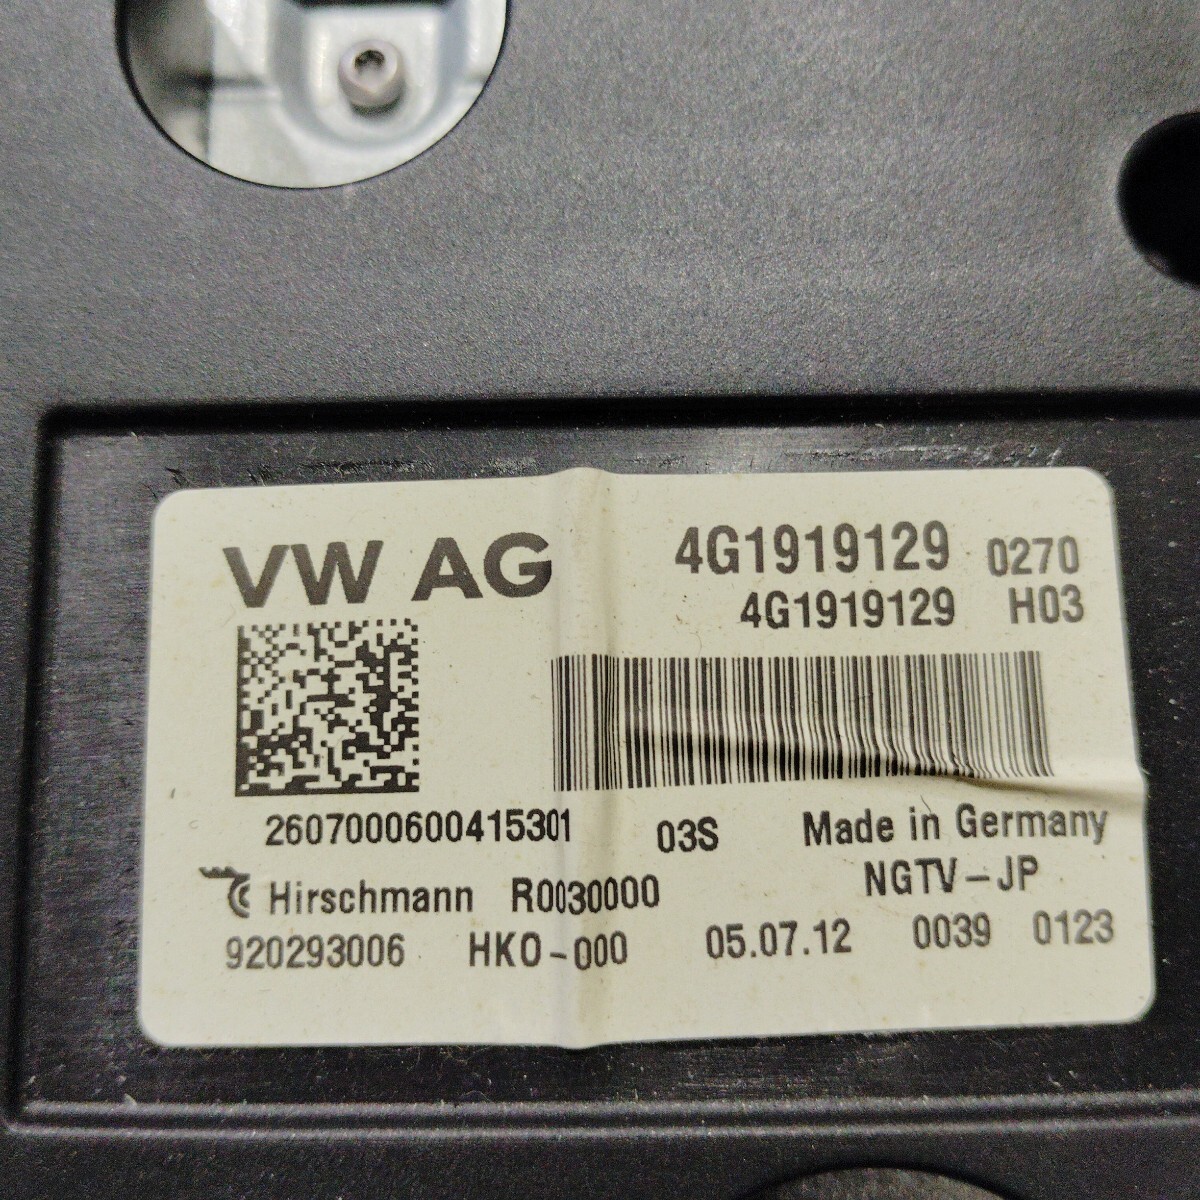 VW AG 4G1919129 0270
4G1919129 H03
2607000600415301 03S Made in Germany
Hirschmann R0030000 NGTV-JP
920293006 HK0-000 05.07.12 0039 0123